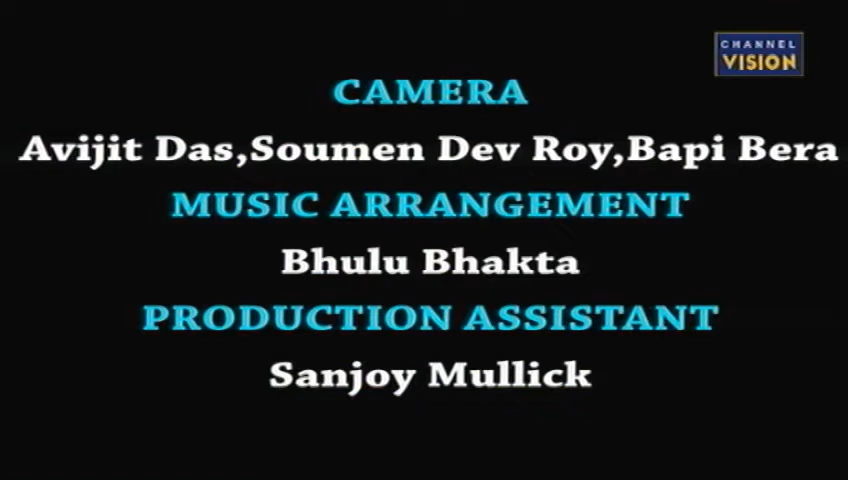 CHANNEL
VISION
CAMERA
Avijit Das,Soumen Dev Roy,Bapi Bera
MUSIC ARRANGEMENT
Bhulu Bhakta
PRODUCTION ASSISTANT
Sanjoy Mullick